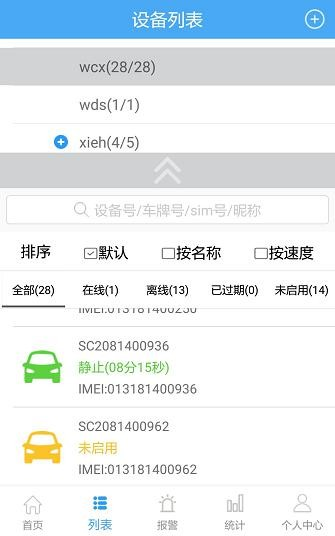 设备列表
wcx(28/28)
wds(1/1)
xieh(4/5)
设备号/车牌号/sim号/昵称
排序 默认 按名称 按速度
全部(28) 在线(1) 离线(13) 已过期(0) 未启用(14)
IMEI:013181400250
SC2081400936
静止(08分15秒)
IMEI:013181400936
SC2081400962
未启用
IMEI:013181400962
首页 列表 报警 统计 个人中心